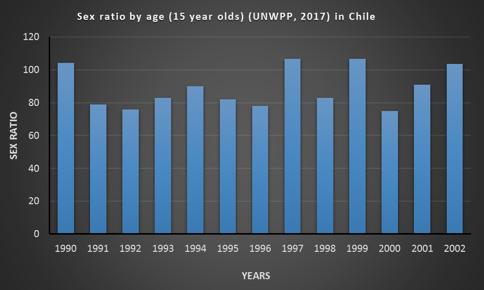 Sex ratio by age (15 year olds) (UNWPP, 2017) in Chile
120
100
80
60
40
20
0
SEX RATIO
1990 1991 1992 1993 1994 1995 1996 1997 1998 1999 2000 2001 2002
YEARS